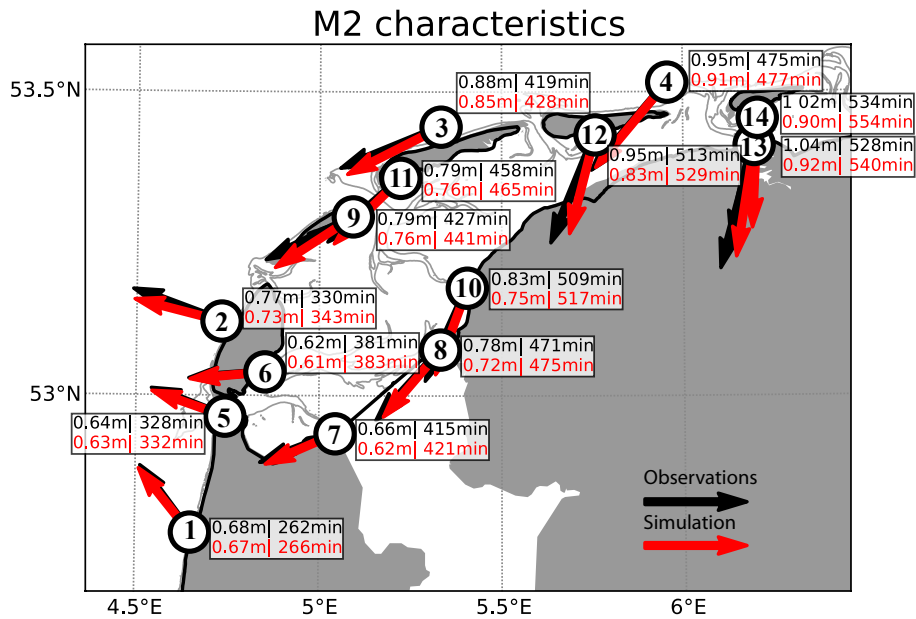 M2 characteristics
53.5°N
53°N
4.5°E
5°E
5.5°E
6°E
0.95m| 475min
0.91m| 477min
4
0.88m| 419min
0.85m| 428min
3
1 02m| 534min
0.90m| 554min
14
1.04m| 528min
0.92m| 540min
13
12
0.95m| 513min
0.83m| 529min
0.79m| 458min
0.76m| 465min
11
9
0.79m| 427min
0.76m| 441min
10
0.83m| 509min
0.75m| 517min
2
0.77m| 330min
0.73m| 343min
8
0.78m| 471min
0.72m| 475min
6
0.62m| 381min
0.61m| 383min
0.64m| 328min
0.63m| 332min
5
7
0.66m| 415min
0.62m| 421min
1
0.68m| 262min
0.67m| 266min
Observations
Simulation